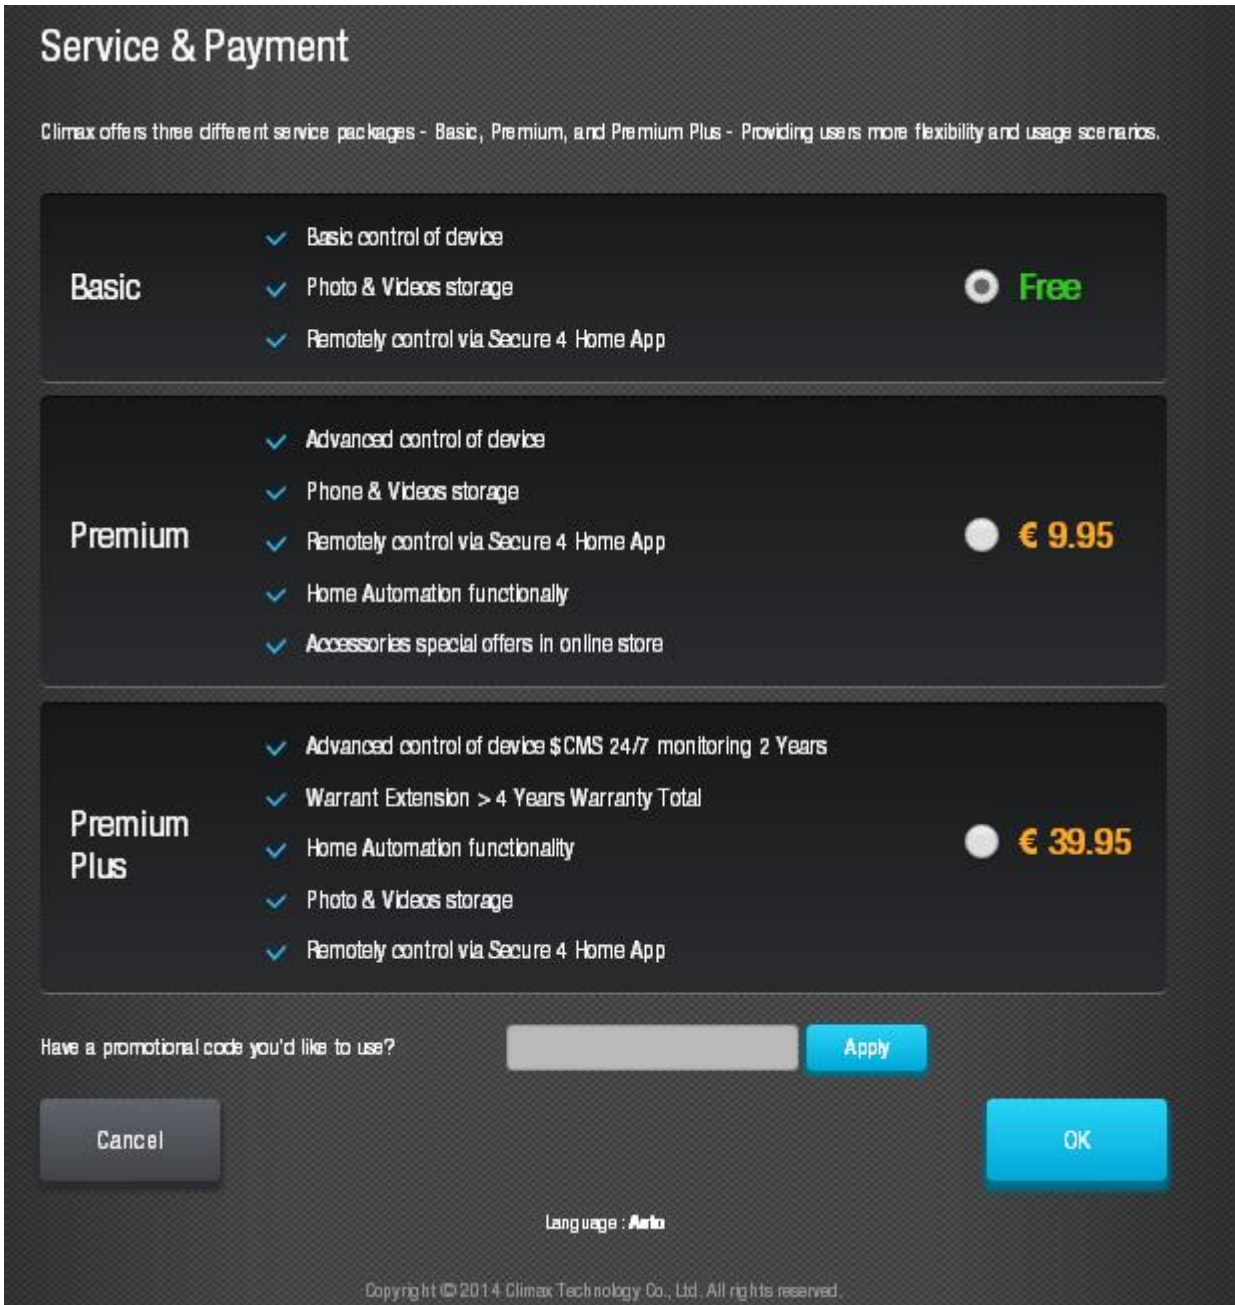 Service & Payment
Climax offers three different service packages - Basic, Premium, and Premium Plus - Providing users more flexibility and usage scenarios.
Basic
Basic control of device
Photo & Videos storage
Remotely control via Secure 4 Home App
Free
Premium
Advanced control of device
Phone & Videos storage
Remotely control via Secure 4 Home App
Home Automation functionally
Accessories special offers in online store
€ 9.95
Premium
Plus
Advanced control of device $CMS 24/7 monitoring 2 Years
Warrant Extension > 4 Years Warranty Total
Home Automation functionality
Photo & Videos storage
Remotely control via Secure 4 Home App
€ 39.95
Have a promotional code you'd like to use?
Apply
Cancel
OK
Language : Auto
Copyright © 2014 Climax Technology Co., Ltd. All rights reserved.